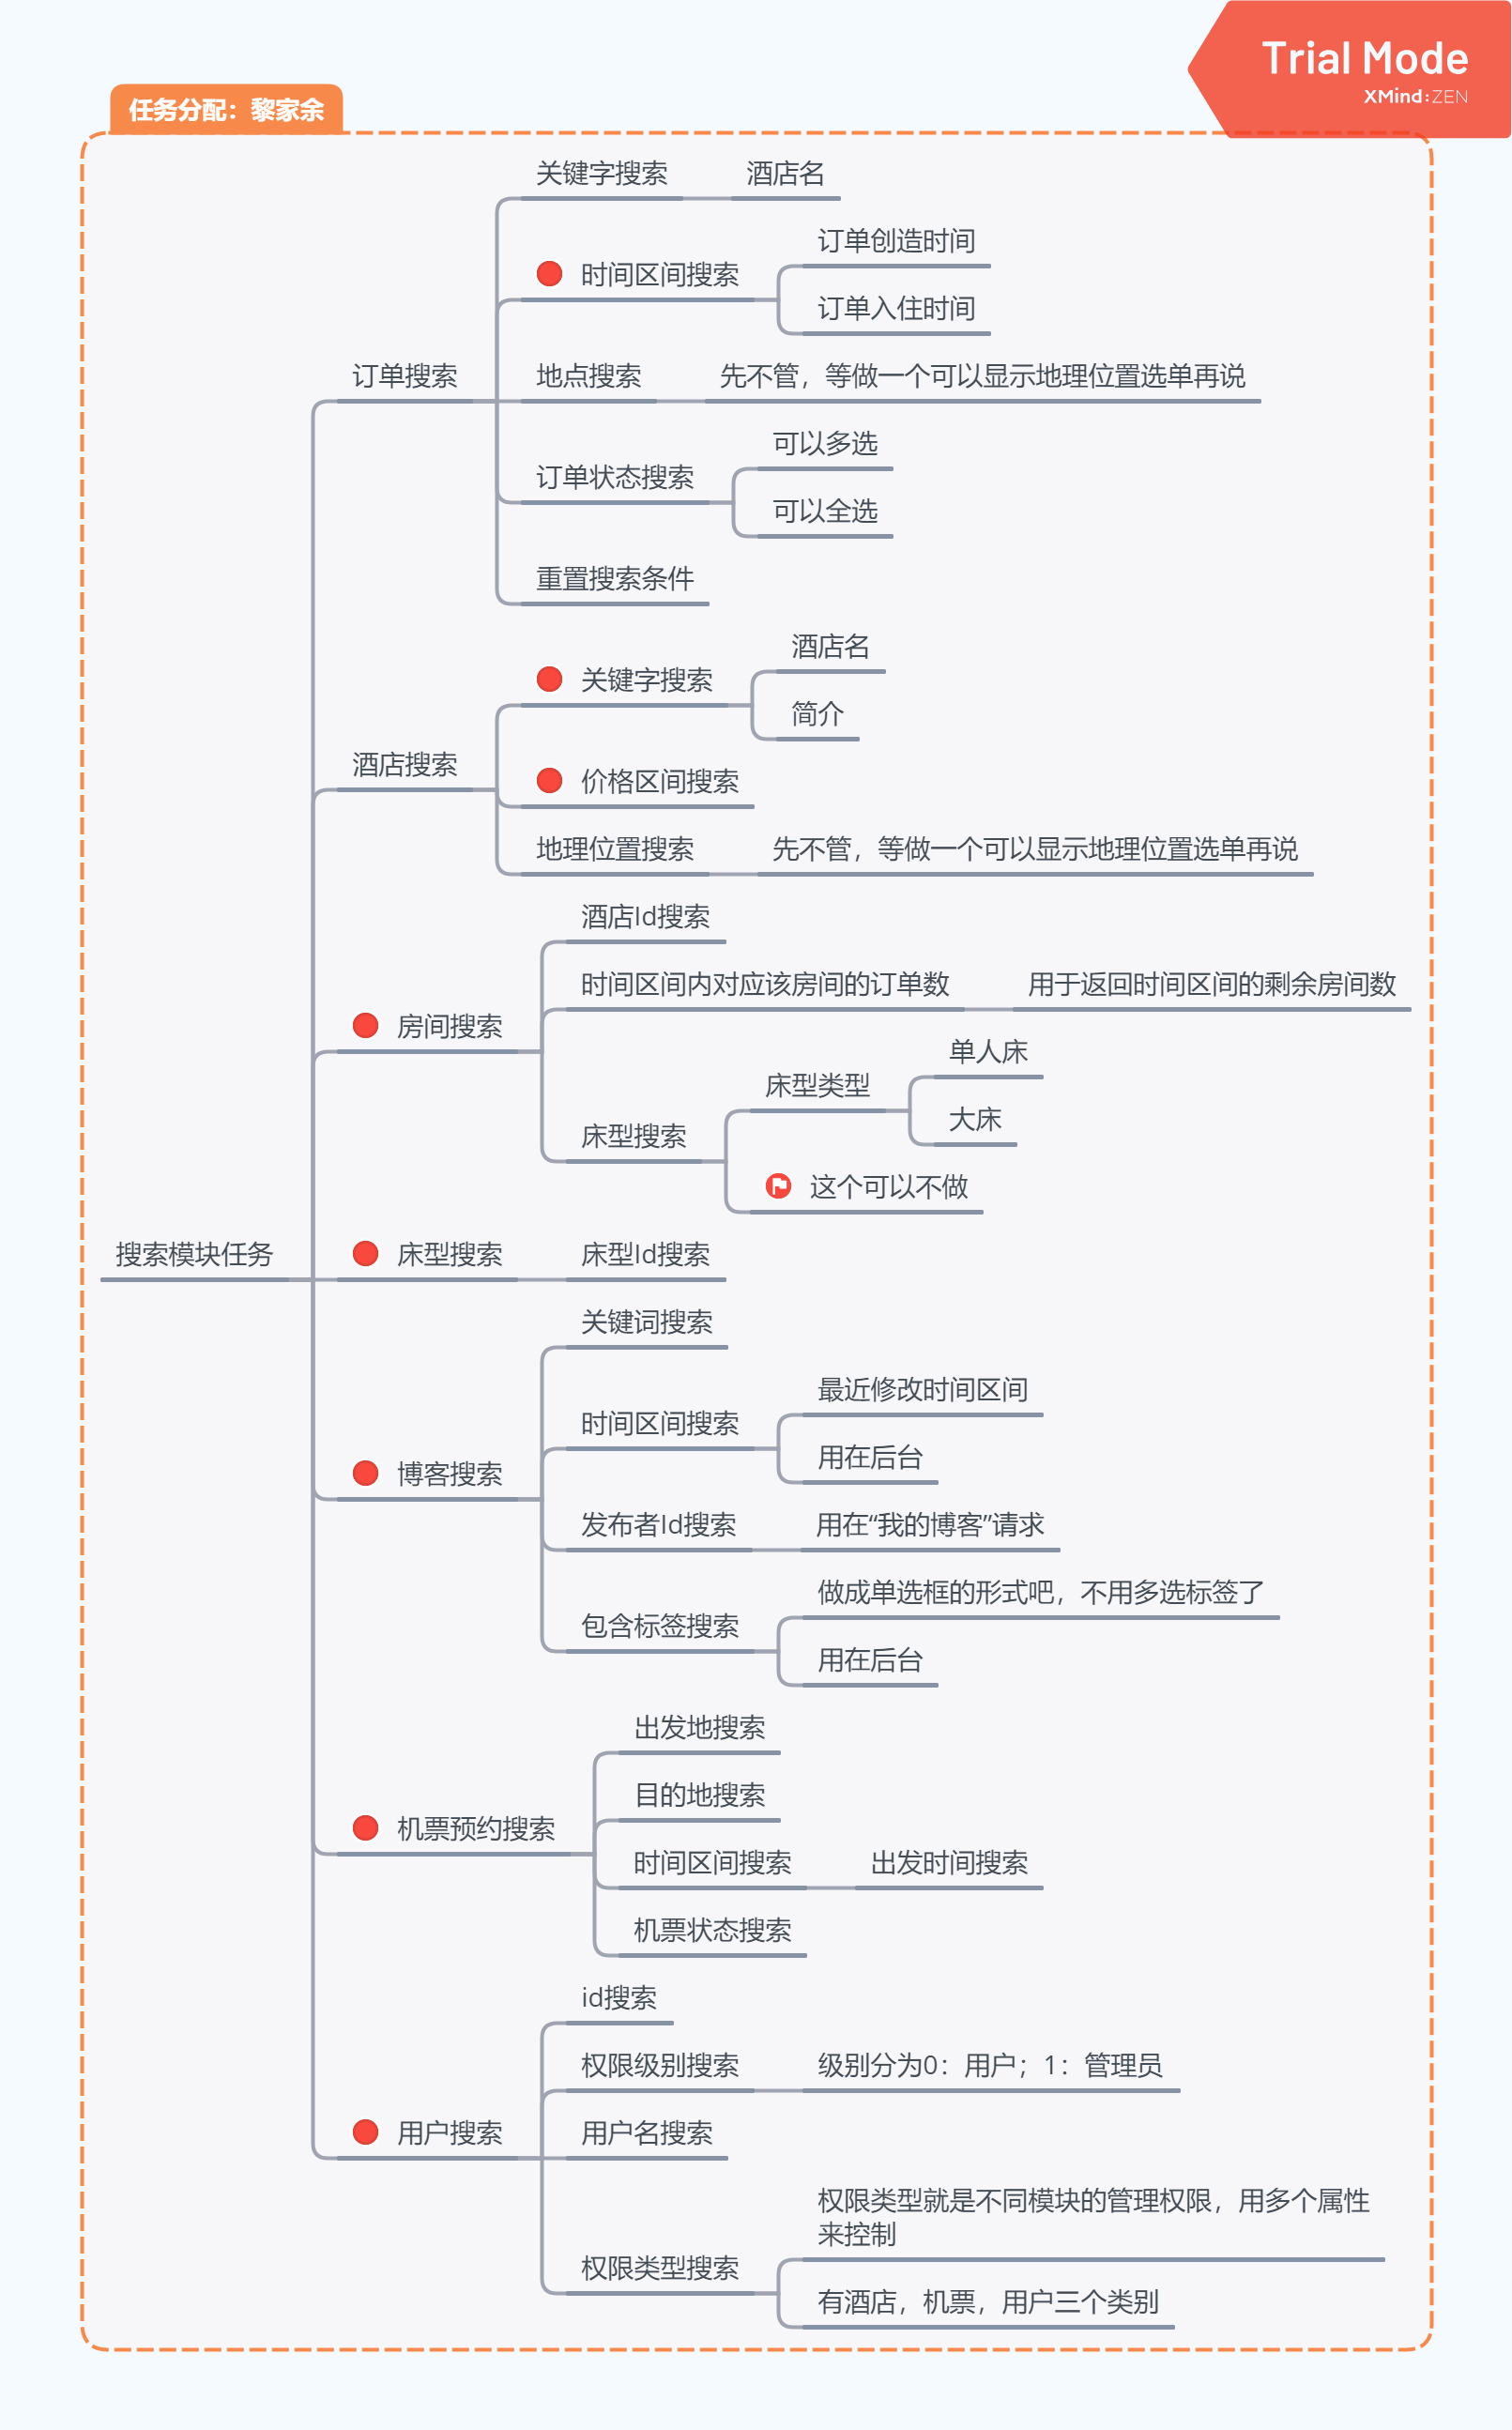 Trial Mode
XMind:ZEN
任务分配：黎家余
关键字搜索
酒店名
时间区间搜索
订单创造时间
订单入住时间
订单搜索
地点搜索
先不管，等做一个可以显示地理位置选单再说
订单状态搜索
可以多选
可以全选
重置搜索条件
酒店搜索
关键字搜索
酒店名
简介
价格区间搜索
地理位置搜索
先不管，等做一个可以显示地理位置选单再说
房间搜索
酒店Id搜索
时间区间内对应该房间的订单数
用于返回时间区间的剩余房间数
床型搜索
床型类型
单人床
大床
这个可以不做
搜索模块任务
床型搜索
床型Id搜索
博客搜索
关键词搜索
时间区间搜索
最近修改时间区间
用在后台
发布者Id搜索
用在“我的博客”请求
包含标签搜索
做成单选框的形式吧，不用多选标签了
用在后台
机票预约搜索
出发地搜索
目的地搜索
时间区间搜索
出发时间搜索
机票状态搜索
用户搜索
id搜索
权限级别搜索
级别分为0：用户；1：管理员
用户名搜索
权限类型搜索
权限类型就是不同模块的管理权限，用多个属性
来控制
有酒店，机票，用户三个类别